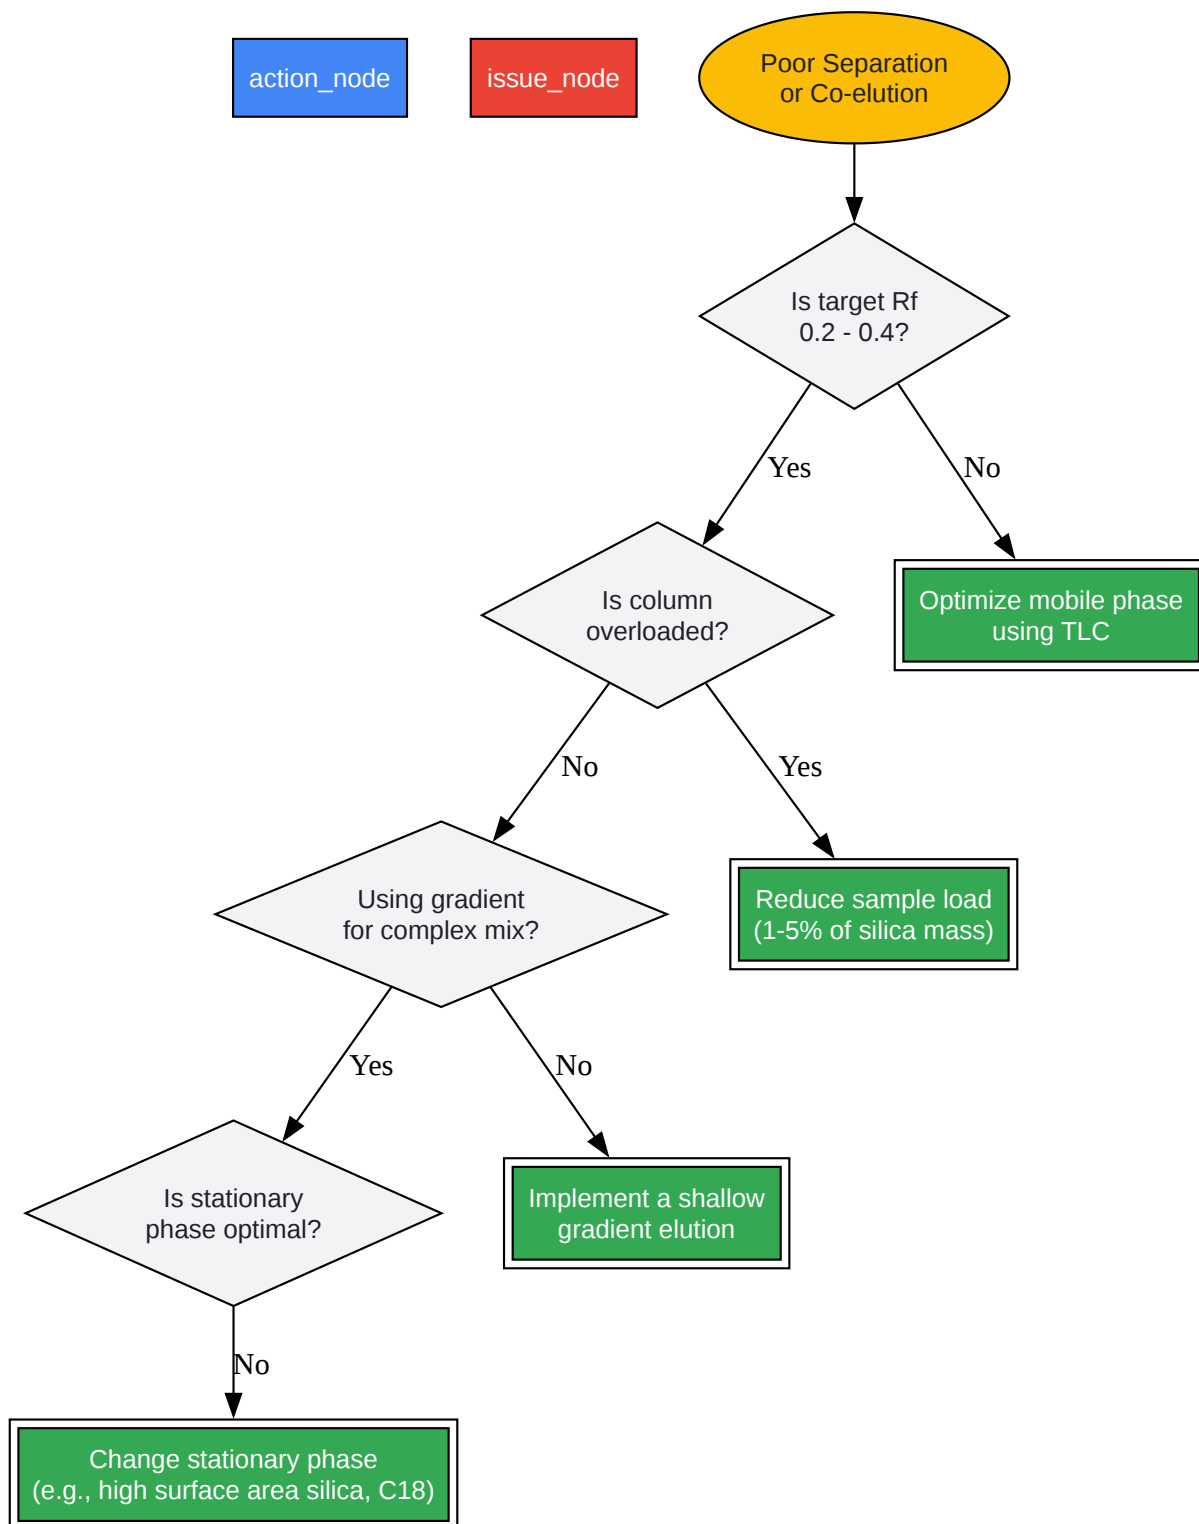 action_node
issue_node
Poor Separation
or Co-elution
Is target Rf
0.2 - 0.4?
Yes
No
Is column
overloaded?
Optimize mobile phase
using TLC
No
Yes
Using gradient
for complex mix?
Reduce sample load
(1-5% of silica mass)
Yes
No
Is stationary
phase optimal?
Implement a shallow
gradient elution
No
Change stationary phase
(e.g., high surface area silica, C18)